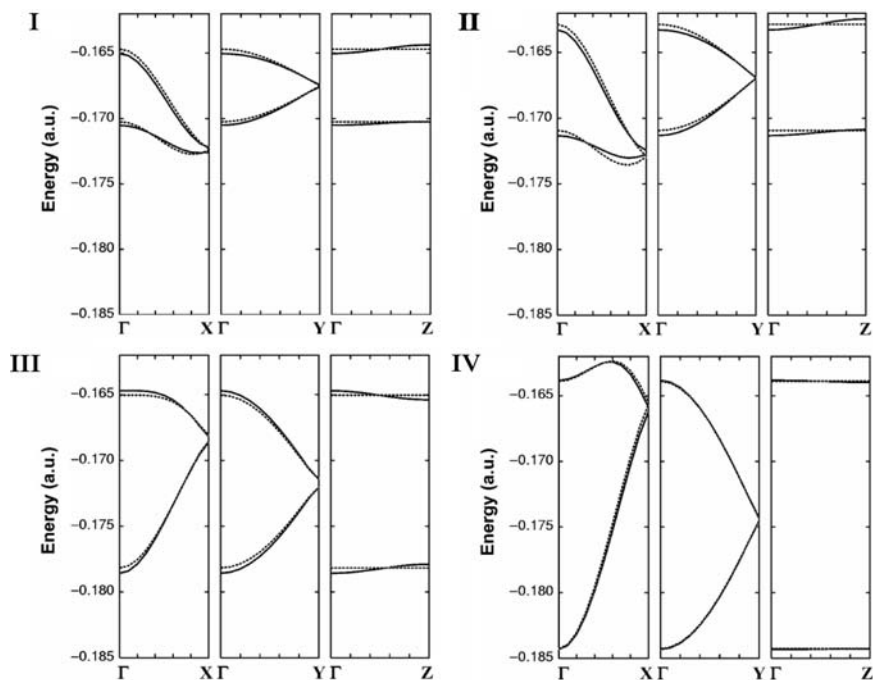 I
II
Energy (a.u.)
−0.165
−0.170
−0.175
−0.180
−0.185
Γ X Γ Y Γ Z
Energy (a.u.)
−0.165
−0.170
−0.175
−0.180
−0.185
Γ X Γ Y Γ Z
III
IV
Energy (a.u.)
−0.165
−0.170
−0.175
−0.180
−0.185
Γ X Γ Y Γ Z
Energy (a.u.)
−0.165
−0.170
−0.175
−0.180
−0.185
Γ X Γ Y Γ Z